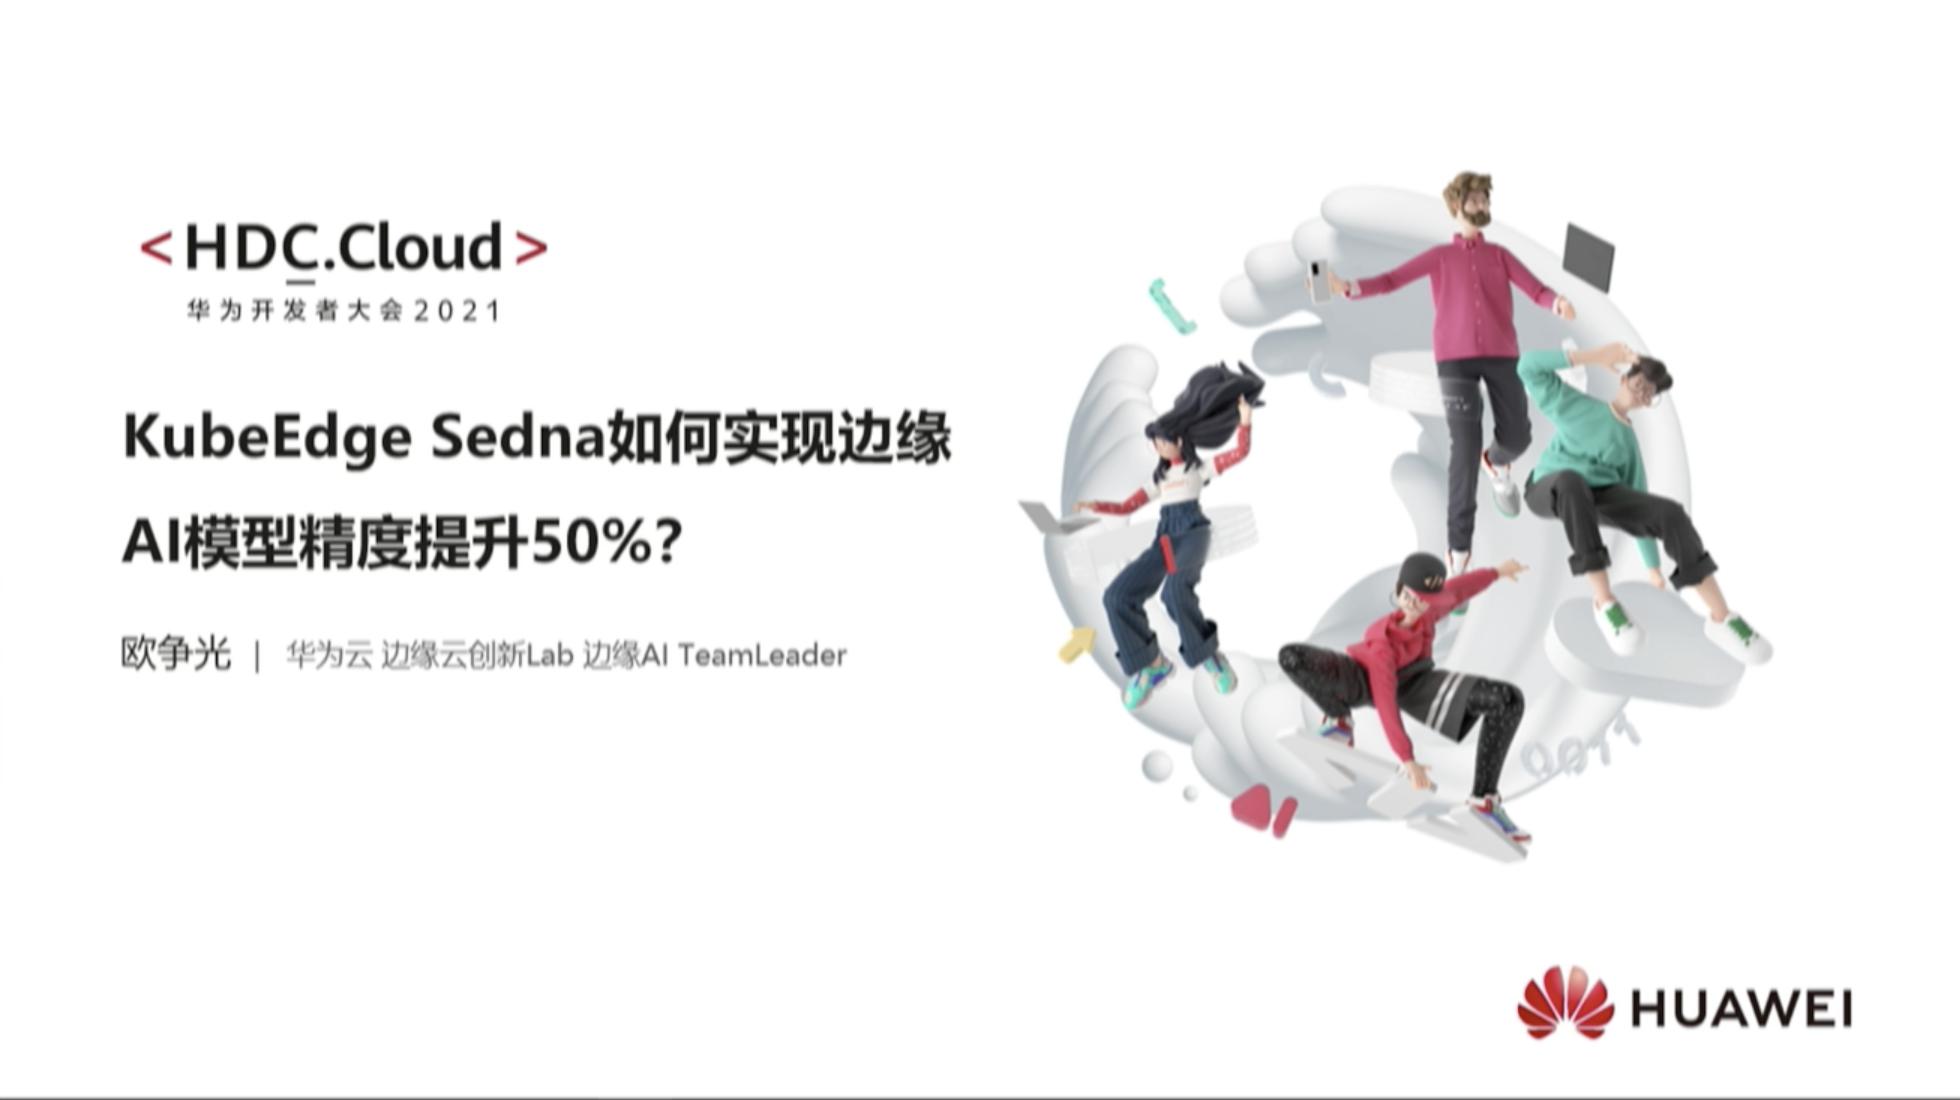 <HDC.Cloud>
华为开发者大会2021
KubeEdge Sedna如何实现边缘
AI模型精度提升50%?
欧争光 | 华为云 边缘云创新Lab 边缘AI TeamLeader
AI
HUAWEI